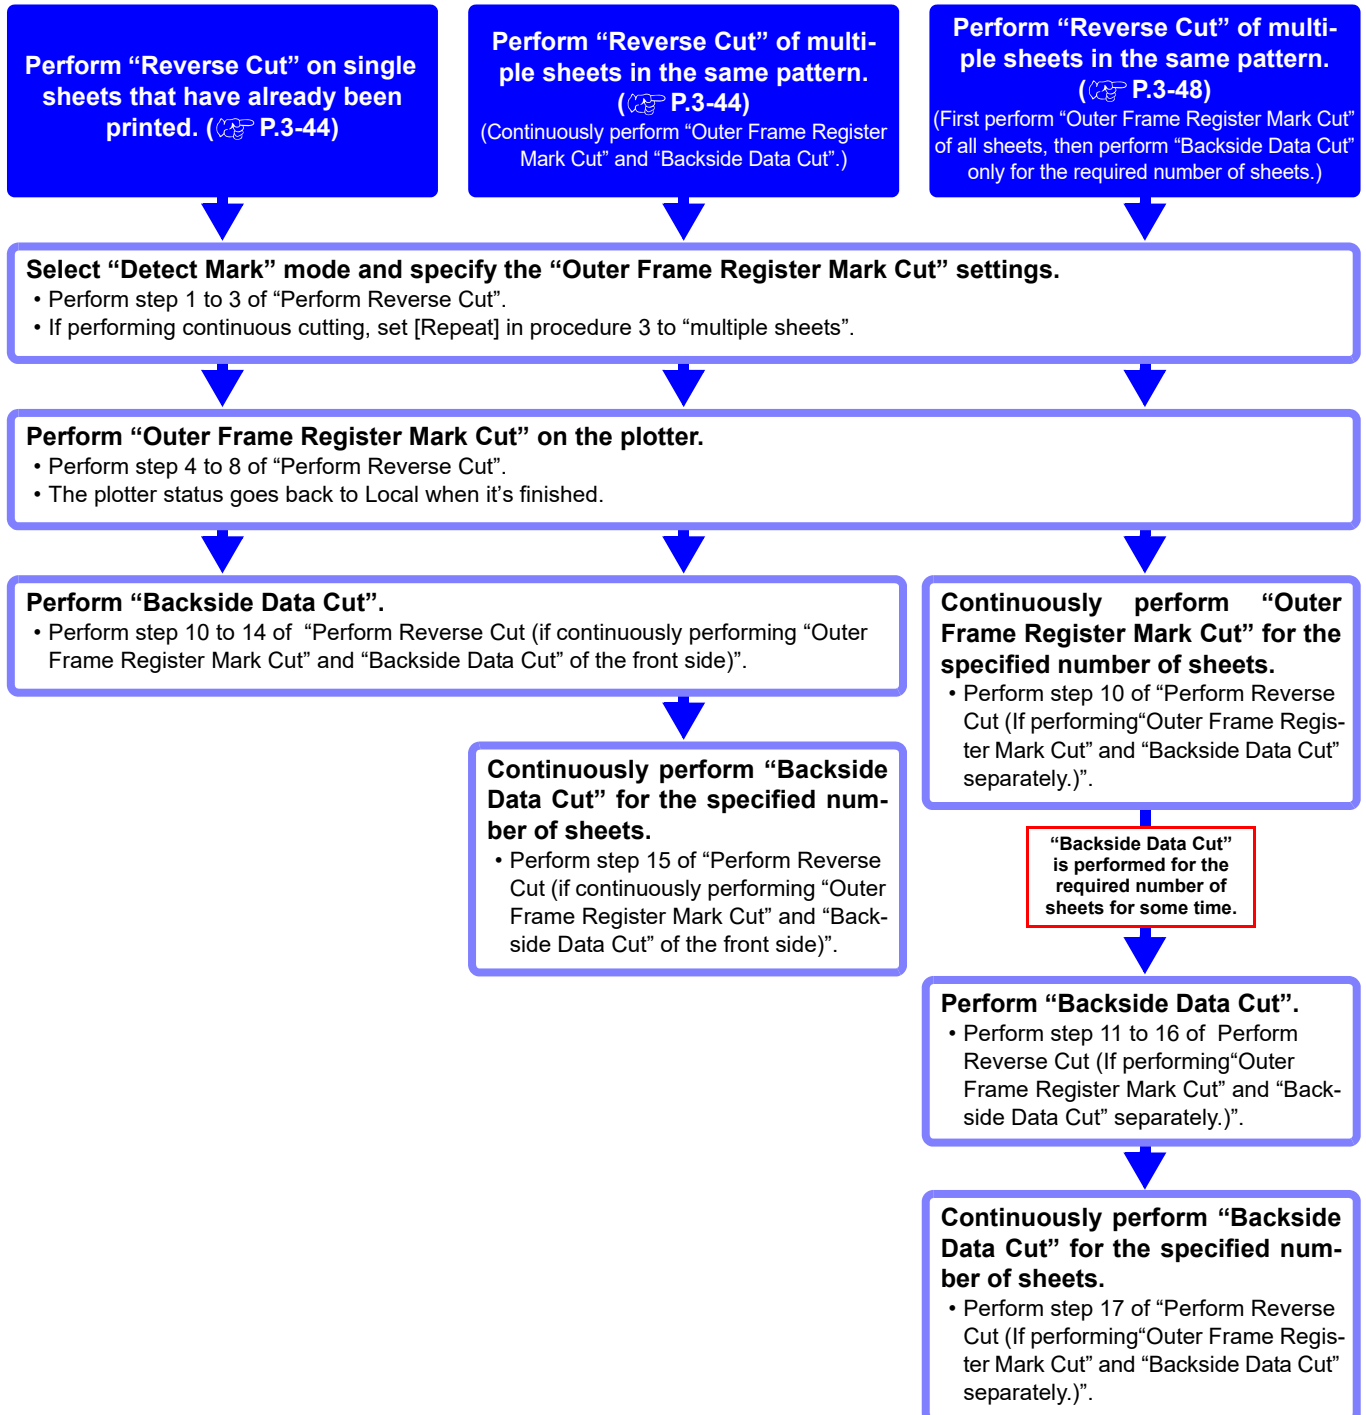 Perform “Reverse Cut” on single
sheets that have already been
printed. (☞ P.3-44)
Perform “Reverse Cut” of multi-
ple sheets in the same pattern.
(☞ P.3-44)
(Continuously perform “Outer Frame Register
Mark Cut” and “Backside Data Cut”.)
Perform “Reverse Cut” of multi-
ple sheets in the same pattern.
(☞ P.3-48)
(First perform “Outer Frame Register Mark Cut”
of all sheets, then perform “Backside Data Cut”
only for the required number of sheets.)
Select “Detect Mark” mode and specify the “Outer Frame Register Mark Cut” settings.
• Perform step 1 to 3 of “Perform Reverse Cut”.
• If performing continuous cutting, set [Repeat] in procedure 3 to “multiple sheets”.
Perform “Outer Frame Register Mark Cut” on the plotter.
• Perform step 4 to 8 of “Perform Reverse Cut”.
• The plotter status goes back to Local when it’s finished.
Perform “Backside Data Cut”.
• Perform step 10 to 14 of “Perform Reverse Cut (if continuously performing “Outer
Frame Register Mark Cut” and “Backside Data Cut” of the front side)”.
Continuously perform “Backside
Data Cut” for the specified num-
ber of sheets.
• Perform step 15 of “Perform Reverse
Cut (if continuously performing “Outer
Frame Register Mark Cut” and “Back-
side Data Cut” of the front side)”.
Continuously perform “Outer
Frame Register Mark Cut” for the
specified number of sheets.
• Perform step 10 of “Perform Reverse
Cut (If performing“Outer Frame Regis-
ter Mark Cut” and “Backside Data Cut”
separately.)”.
“Backside Data Cut”
is performed for the
required number of
sheets for some time.
Perform “Backside Data Cut”.
• Perform step 11 to 16 of Perform
Reverse Cut (If performing“Outer
Frame Register Mark Cut” and “Back-
side Data Cut” separately.)”.
Continuously perform “Backside
Data Cut” for the specified num-
ber of sheets.
• Perform step 17 of “Perform Reverse
Cut (If performing“Outer Frame Regis-
ter Mark Cut” and “Backside Data Cut”
separately.)”.